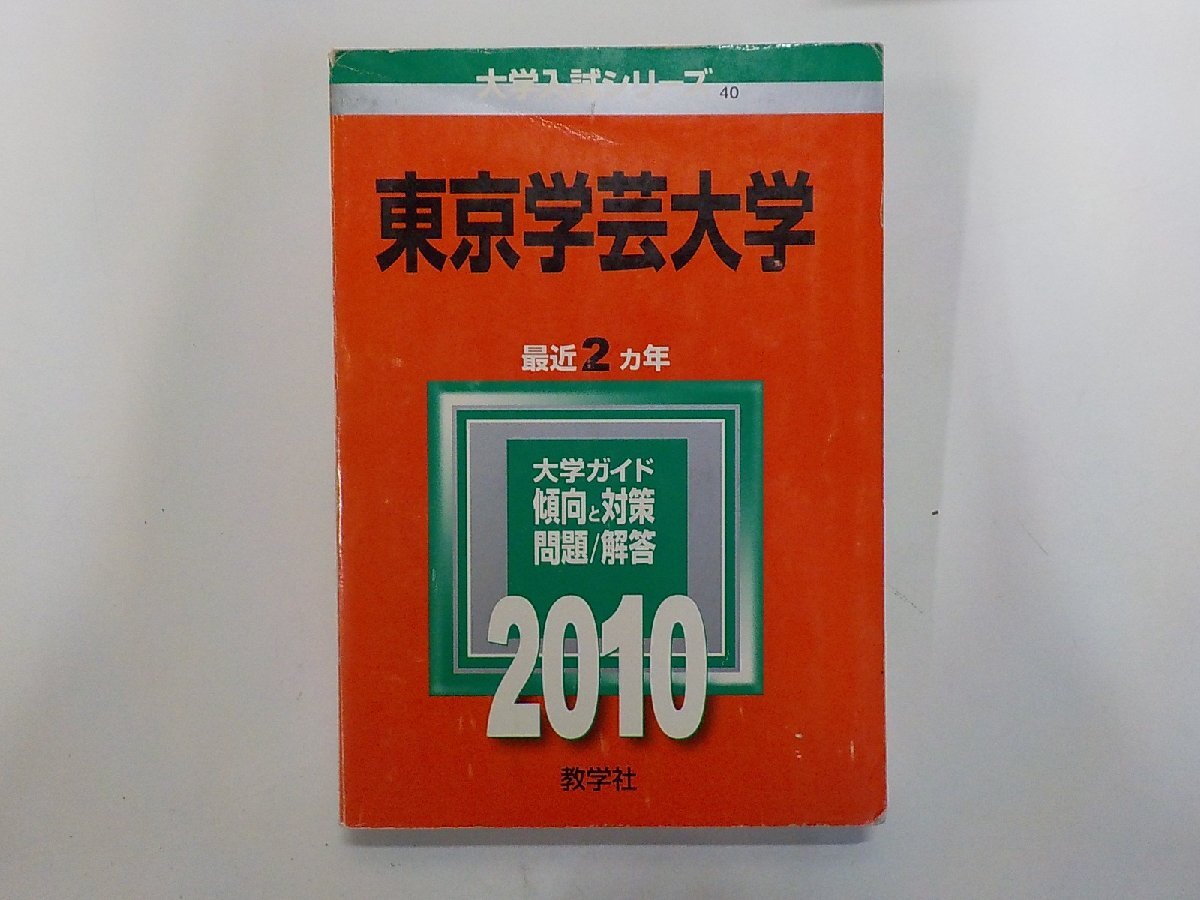 大学入試シリーズ 40
東京学芸大学
最近2ヵ年
大学ガイド
傾向と対策
問題/解答
2010
教学社